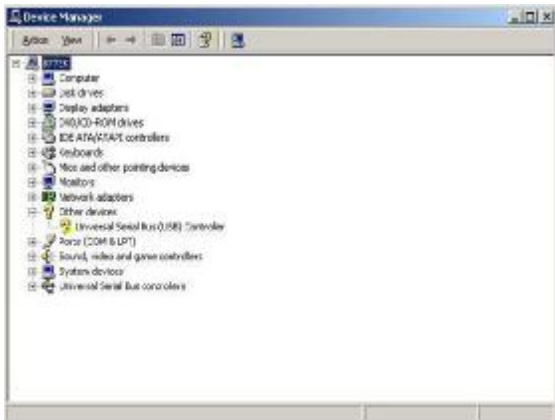 Device Manager
Action View
Computer
Disk drives
Display adapters
DVD/CD-ROM drives
IDE ATA/ATAPI controllers
Keyboards
Mice and other pointing devices
Monitors
Network adapters
Other devices
Universal Serial Bus (USB) Controller
Ports (COM & LPT)
Sound, video and game controllers
System devices
Universal Serial Bus controllers